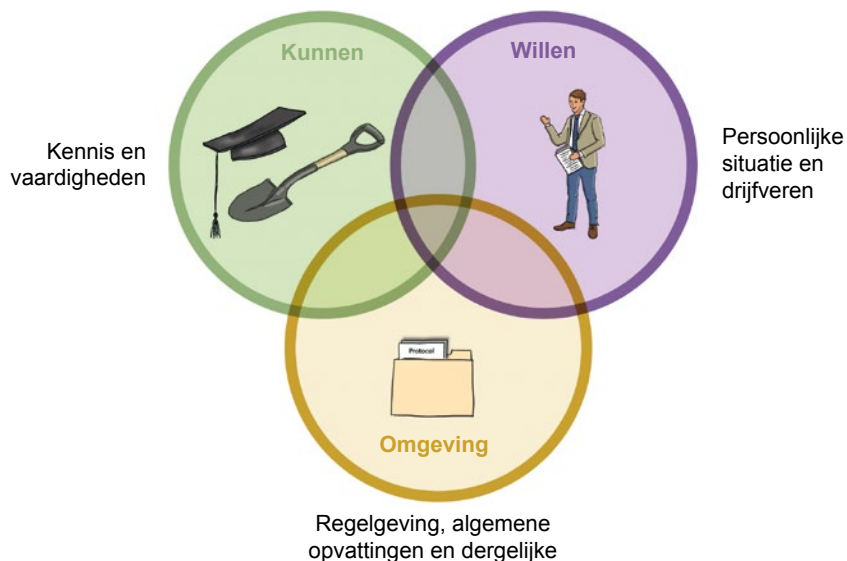 Kunnen
Willen
Kennis en
vaardigheden
Persoonlijke
situatie en
drijfveren
Protocol
Omgeving
Regelgeving, algemene
opvattingen en dergelijke